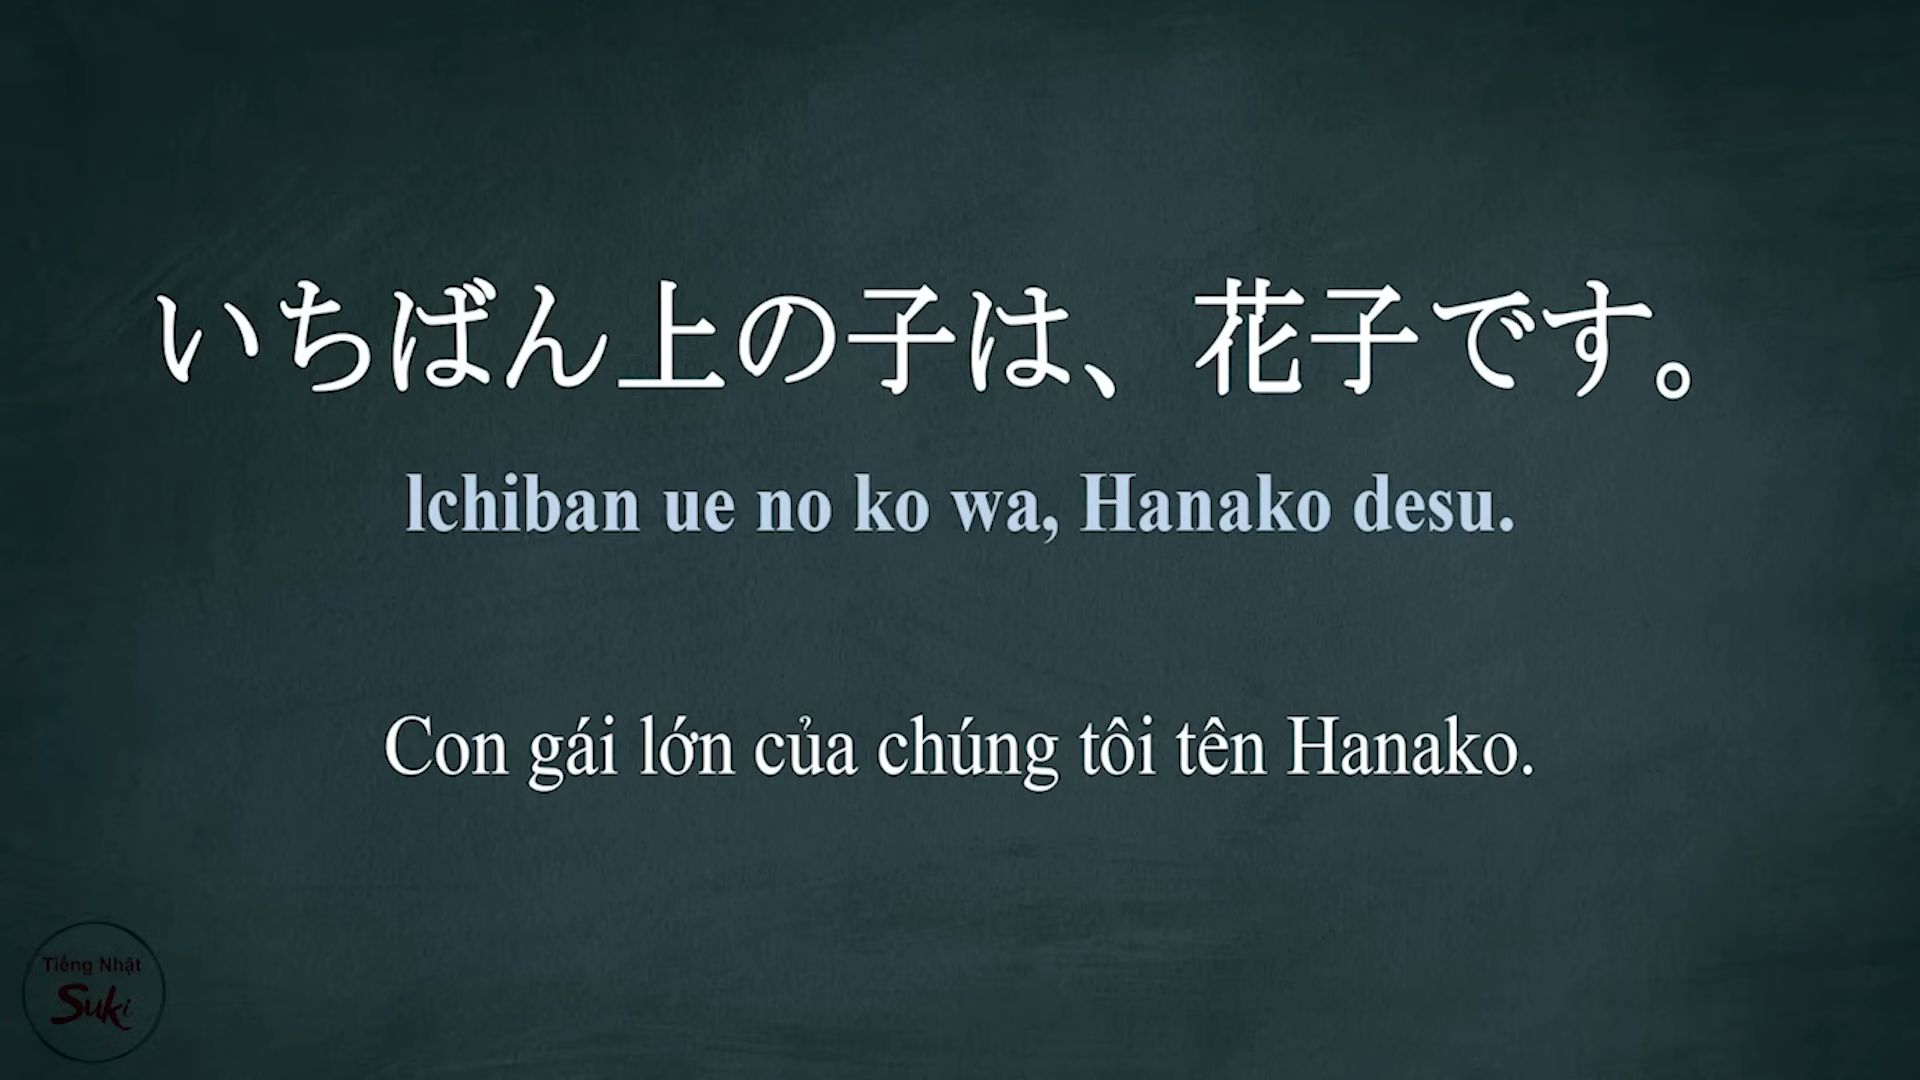 いちばん上の子は、花子です。
Ichiban ue no ko wa, Hanako desu.
Con gái lớn của chúng tôi tên Hanako.
Tiếng Nhật
Suki